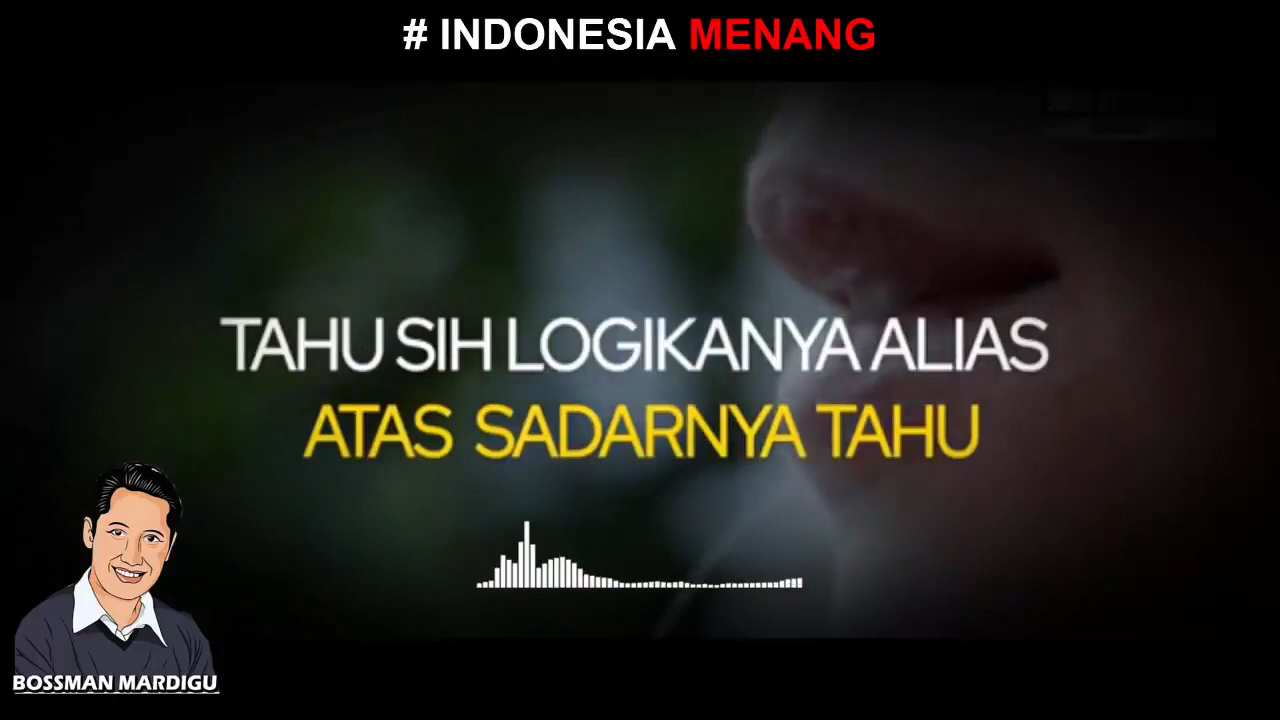 # INDONESIA MENANG
TAHU SIH LOGIKANYA ALIAS
ATAS SADARNYA TAHU
BOSSMAN MARDIGU